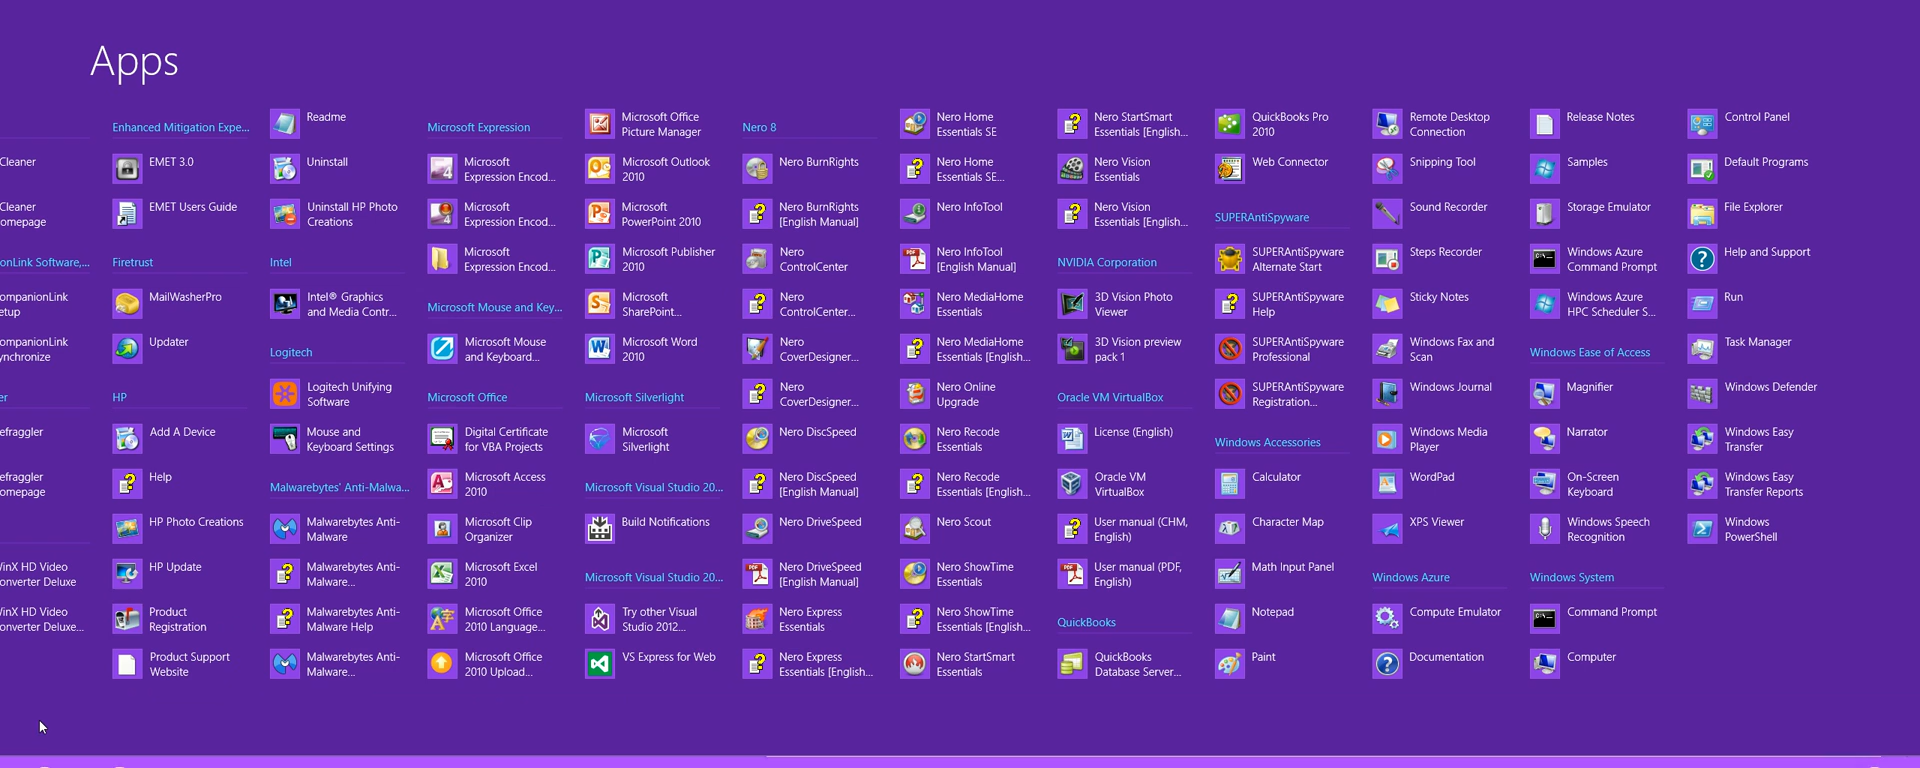 Apps
Cleaner
Cleaner
omepage
onLink Software,...
ompanionLink
etup
ompanionLink
ynchronize
er
efraggler
efraggler
omepage
WinX HD Video
onverter Deluxe
WinX HD Video
onverter Deluxe...
Enhanced Mitigation Expe...
EMET 3.0
EMET Users Guide
Firetrust
MailWasherPro
Updater
HP
Add A Device
Help
HP Photo Creations
HP Update
Product
Registration
Product Support
Website
Readme
Uninstall
Uninstall HP Photo
Creations
Intel
Intel® Graphics
and Media Contr...
Logitech
Logitech Unifying
Software
Mouse and
Keyboard Settings
Malwarebytes' Anti-Malwa...
Malwarebytes Anti-
Malware
Malwarebytes Anti-
Malware...
Malwarebytes Anti-
Malware Help
Malwarebytes Anti-
Malware...
Microsoft Expression
Microsoft
Expression Encod...
Microsoft
Expression Encod...
Microsoft
Expression Encod...
Microsoft Mouse and Key...
Microsoft Mouse
and Keyboard...
Microsoft Office
Digital Certificate
for VBA Projects
Microsoft Access
2010
Microsoft Clip
Organizer
Microsoft Excel
2010
Microsoft Office
2010 Language...
Microsoft Office
2010 Upload...
Microsoft Office
Picture Manager
Microsoft Outlook
2010
Microsoft
PowerPoint 2010
Microsoft Publisher
2010
Microsoft
SharePoint...
Microsoft Word
2010
Microsoft Silverlight
Microsoft
Silverlight
Microsoft Visual Studio 20...
Build Notifications
Microsoft Visual Studio 20...
Try other Visual
Studio 2012...
VS Express for Web
Nero 8
Nero BurnRights
Nero BurnRights
[English Manual]
Nero
ControlCenter
Nero
ControlCenter...
Nero
CoverDesigner...
Nero
CoverDesigner...
Nero DiscSpeed
Nero DiscSpeed
[English Manual]
Nero DriveSpeed
Nero DriveSpeed
[English Manual]
Nero Express
Essentials
Nero Express
Essentials [English...
Nero Home
Essentials SE
Nero Home
Essentials SE...
Nero InfoTool
Nero InfoTool
[English Manual]
Nero MediaHome
Essentials
Nero MediaHome
Essentials [English...
Nero Online
Upgrade
Nero Recode
Essentials
Nero Recode
Essentials [English...
Nero Scout
Nero ShowTime
Essentials
Nero ShowTime
Essentials [English...
Nero StartSmart
Essentials
Nero StartSmart
Essentials [English...
Nero Vision
Essentials
Nero Vision
Essentials [English...
NVIDIA Corporation
3D Vision Photo
Viewer
3D Vision preview
pack 1
Oracle VM VirtualBox
License (English)
Oracle VM
VirtualBox
User manual (CHM,
English)
User manual (PDF,
English)
QuickBooks
QuickBooks
Database Server...
QuickBooks Pro
2010
Web Connector
SUPERAntiSpyware
SUPERAntiSpyware
Alternate Start
SUPERAntiSpyware
Help
SUPERAntiSpyware
Professional
SUPERAntiSpyware
Registration...
Windows Accessories
Calculator
Character Map
Math Input Panel
Notepad
Paint
Remote Desktop
Connection
Snipping Tool
Sound Recorder
Steps Recorder
Sticky Notes
Windows Fax and
Scan
Windows Journal
Windows Media
Player
WordPad
XPS Viewer
Windows Azure
Compute Emulator
Documentation
Release Notes
Samples
Storage Emulator
Windows Azure
Command Prompt
Windows Azure
HPC Scheduler S...
Windows Ease of Access
Magnifier
Narrator
On-Screen
Keyboard
Windows Speech
Recognition
Windows System
Command Prompt
Computer
Control Panel
Default Programs
File Explorer
Help and Support
Run
Task Manager
Windows Defender
Windows Easy
Transfer
Windows Easy
Transfer Reports
Windows
PowerShell